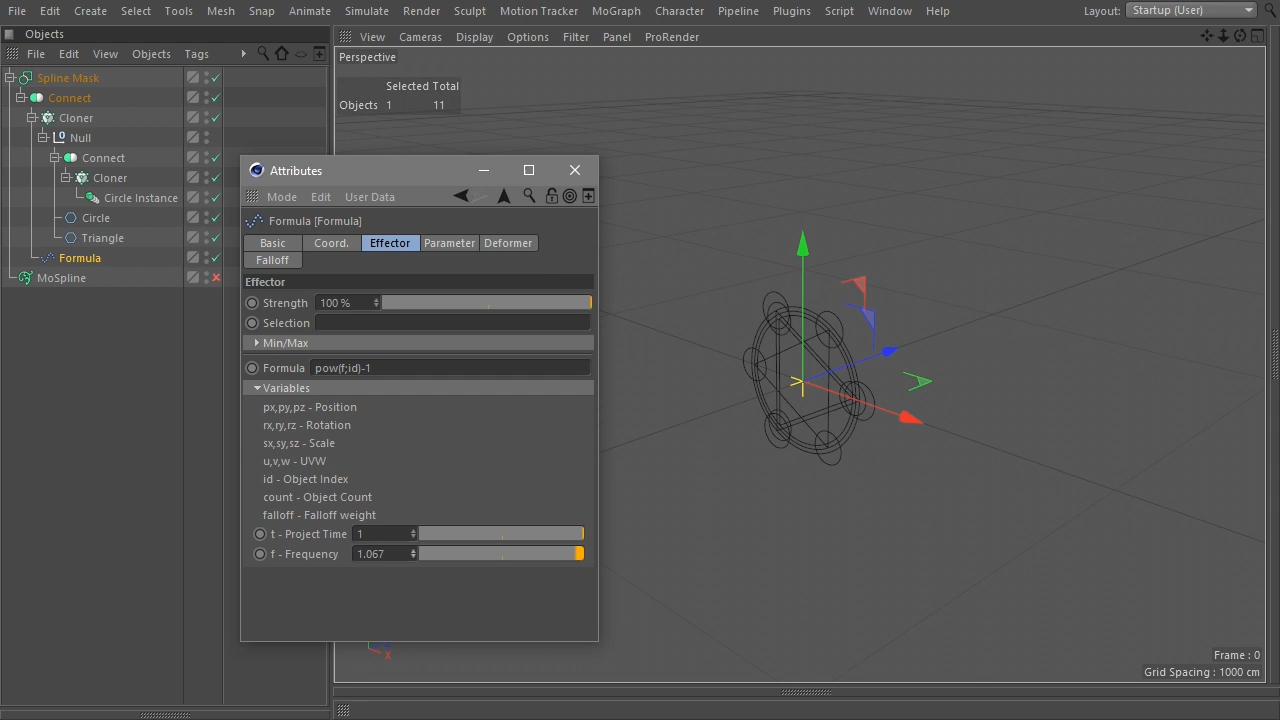 File Edit Create Select Tools Mesh Snap Animate Simulate Render Sculpt Motion Tracker MoGraph Character Pipeline Plugins Script Window Help Layout: Startup (User)
Objects
File Edit View Objects Tags
Spline Mask
Connect
Cloner
Null
Connect
Cloner
Circle Instance
Circle
Triangle
Formula
MoSpline
View Cameras Display Options Filter Panel ProRender
Perspective
Selected Total
Objects 1 11
Attributes
Mode Edit User Data
Formula [Formula]
Basic Coord. Effector Parameter Deformer
Falloff
Effector
Strength 100 %
Selection
Min/Max
Formula pow(f;id)-1
Variables
px,py,pz - Position
rx,ry,rz - Rotation
sx,sy,sz - Scale
u,v,w - UVW
id - Object Index
count - Object Count
falloff - Falloff weight
t - Project Time 1
f - Frequency 1.067
X
Frame : 0
Grid Spacing : 1000 cm